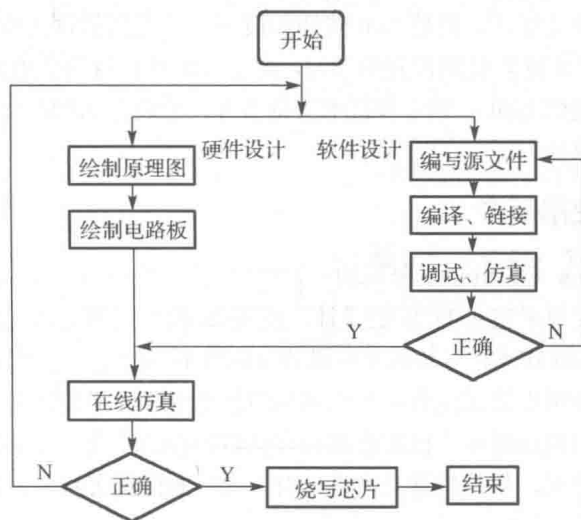 开始
硬件设计
软件设计
绘制原理图
编写源文件
绘制电路板
编译、链接
调试、仿真
Y
正确
N
在线仿真
N
正确
Y
烧写芯片
结束